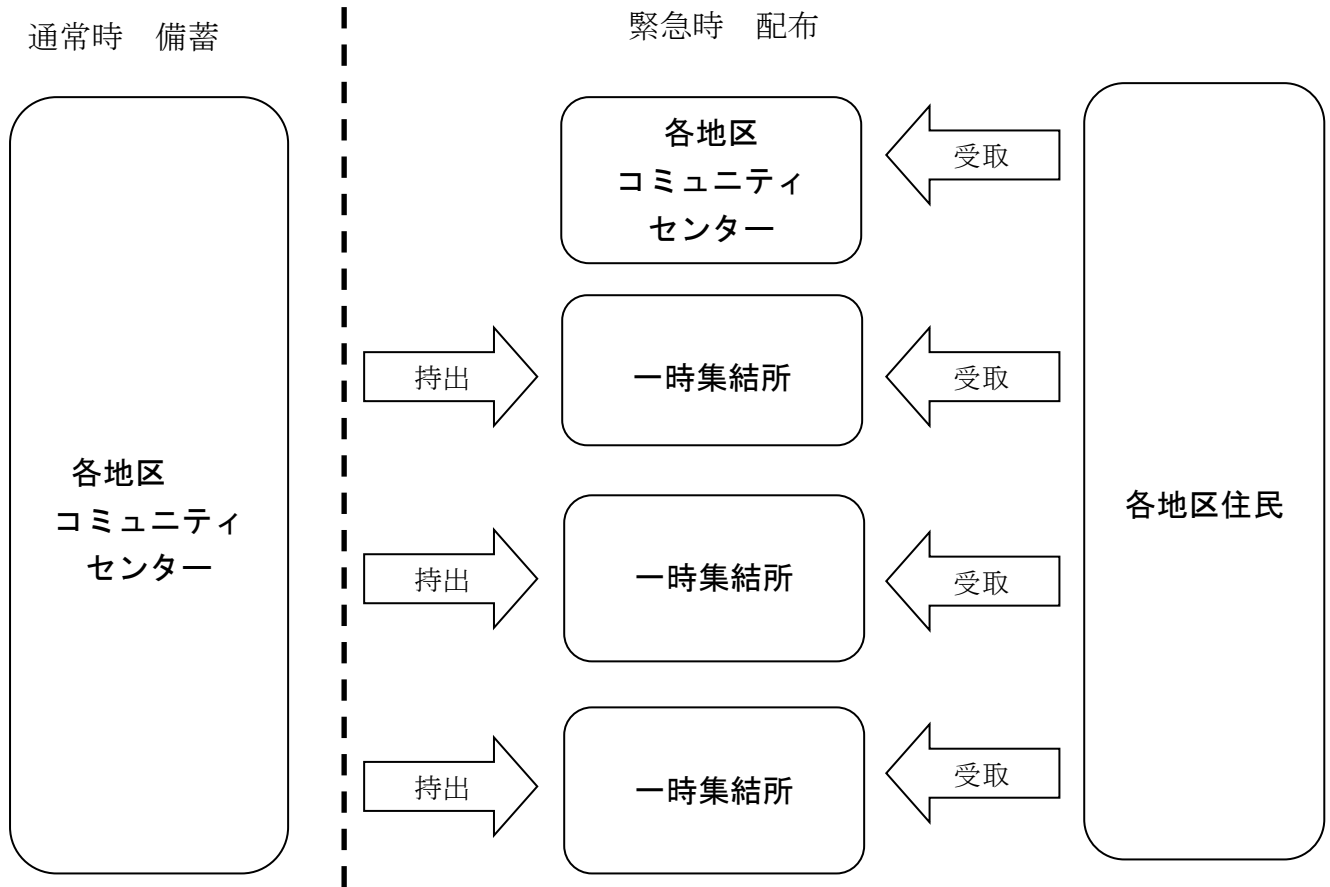 通常時　備蓄
緊急時　配布
各地区
コミュニティ
センター
各地区
コミュニティ
センター
受取
持出
一時集結所
受取
持出
一時集結所
受取
持出
一時集結所
受取
各地区住民